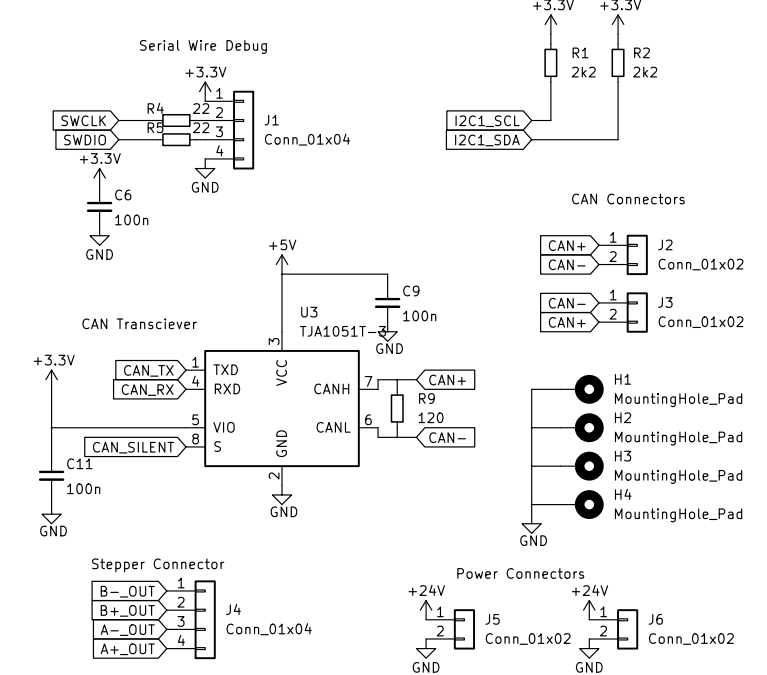 +3.3V
+3.3V
R1
2k2
R2
2k2
I2C1_SCL
I2C1_SDA
Serial Wire Debug
+3.3V
SWCLK
R4
22
1
2
J1
SWDIO
R5
22
3
Conn_01x04
4
GND
+3.3V
C6
100n
GND
CAN Connectors
CAN+
1
J2
CAN-
2
Conn_01x02
CAN-
1
J3
CAN+
2
Conn_01x02
CAN Transciever
+5V
C9
100n
GND
U3
TJA1051T-3
3
VCC
+3.3V
CAN_TX
1
TXD
CAN_RX
4
RXD
CANH
7
CAN+
R9
120
5
VIO
CANL
6
CAN-
CAN_SILENT
8
S
GND
2
GND
C11
100n
GND
H1
MountingHole_Pad
H2
MountingHole_Pad
H3
MountingHole_Pad
H4
MountingHole_Pad
GND
Stepper Connector
B-_OUT
1
B+_OUT
2
J4
A-_OUT
3
Conn_01x04
A+_OUT
4
Power Connectors
+24V
1
J5
2
Conn_01x02
GND
+24V
1
J6
2
Conn_01x02
GND